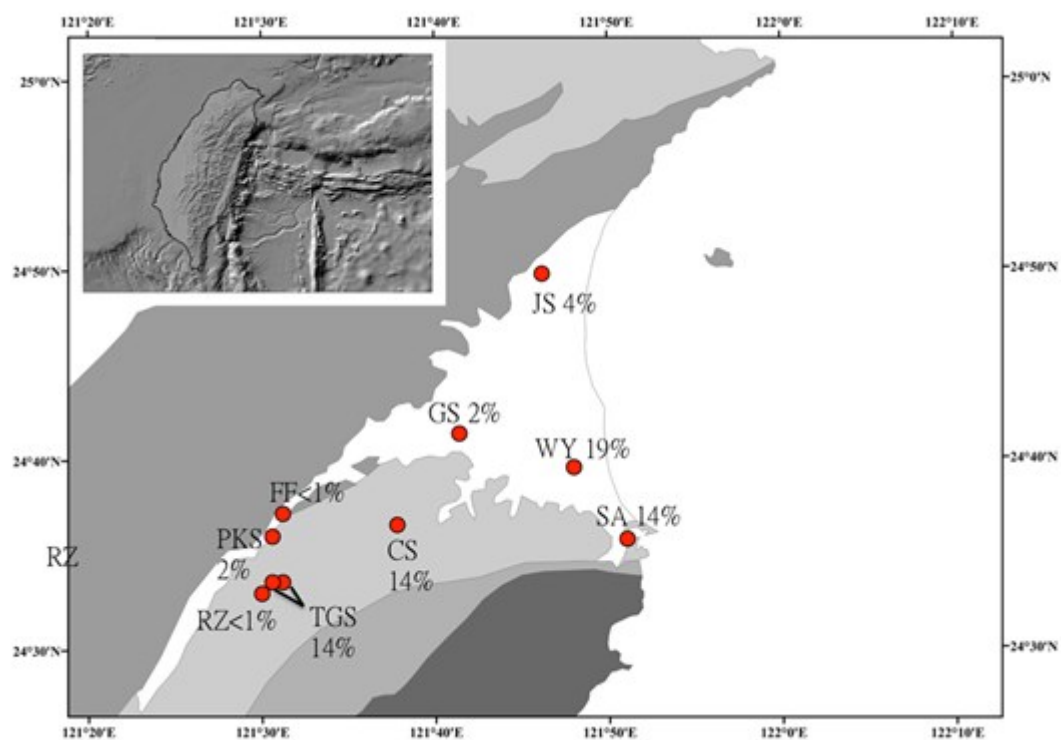 121°20'E 121°30'E 121°40'E 121°50'E 122°0'E 122°10'E
25°0'N 25°0'N
24°50'N 24°50'N
JS 4%
GS 2%
WY 19%
24°40'N 24°40'N
FF<1%
SA 14%
PKS
2%
CS
14%
RZ
RZ<1%
TGS
14%
24°30'N 24°30'N
121°20'E 121°30'E 121°40'E 121°50'E 122°0'E 122°10'E